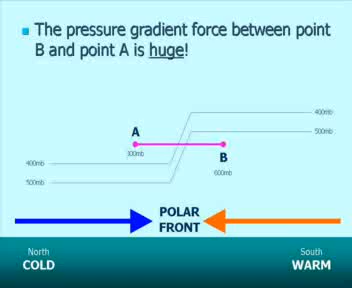 The pressure gradient force between point
B and point A is huge!
400mb
500mb
A
300mb
B
600mb
400mb
500mb
POLAR
FRONT
North
COLD
South
WARM